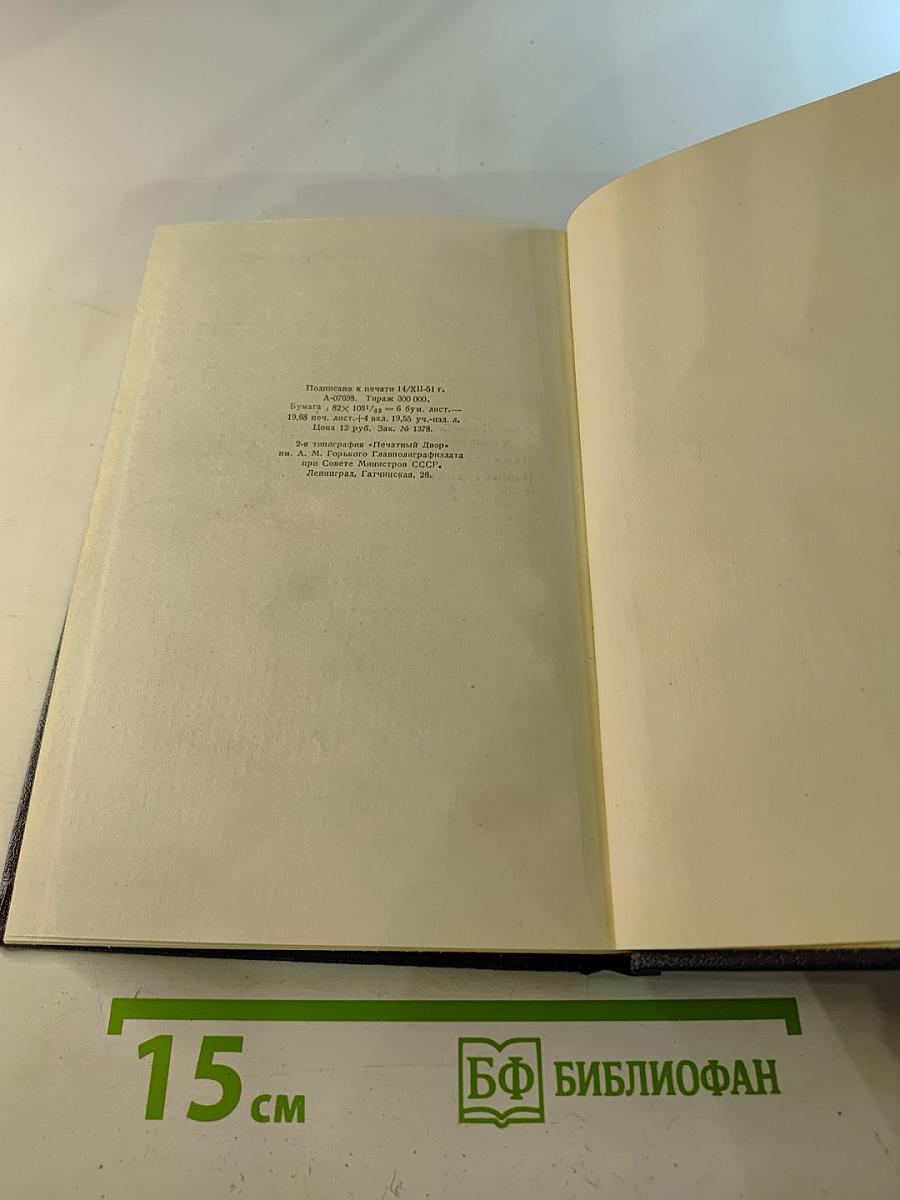 Подписано к печати 14/XII-51 г.
А-07698. Тираж 300 000.
Бумага 82× 108¹/₃₂ = 6 бум. лист.—
19,68 печ. лист.+4 вкл. 19,55 уч.-изд. л.
Цена 12 руб. Зак. № 1378.
2-я типография «Печатный Двор»
им. А. М. Горького Главполиграфиздата
при Совете Министров СССР.
Ленинград, Гатчинская, 26.
15 см
БФ БИБЛИОФАН